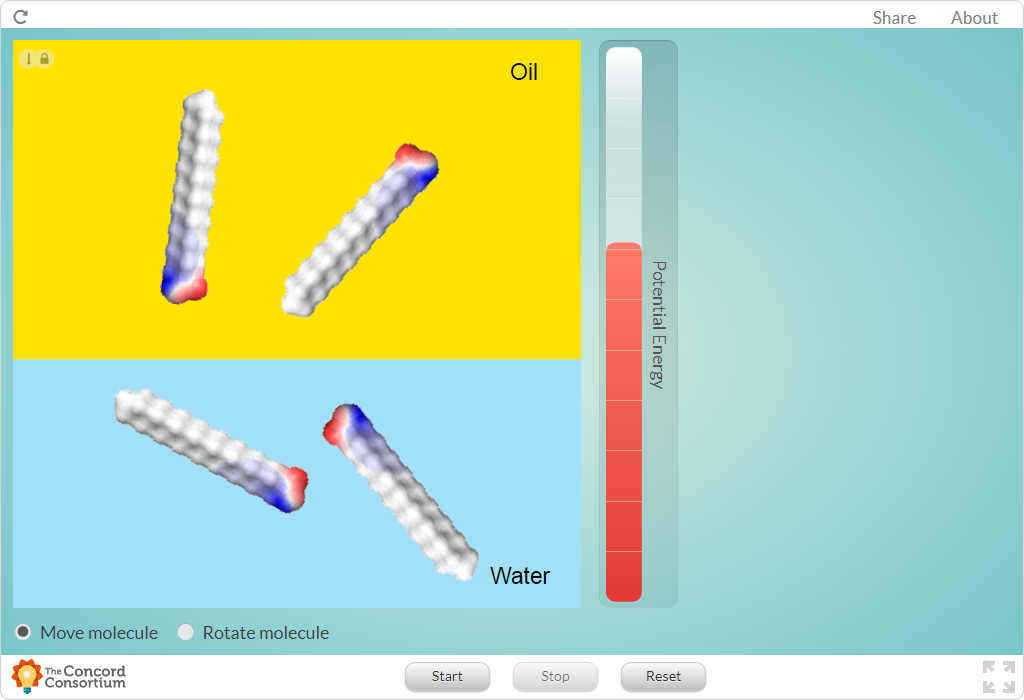 Share About
Oil
Potential Energy
Water
Move molecule Rotate molecule
The Concord
Consortium
Start Stop Reset